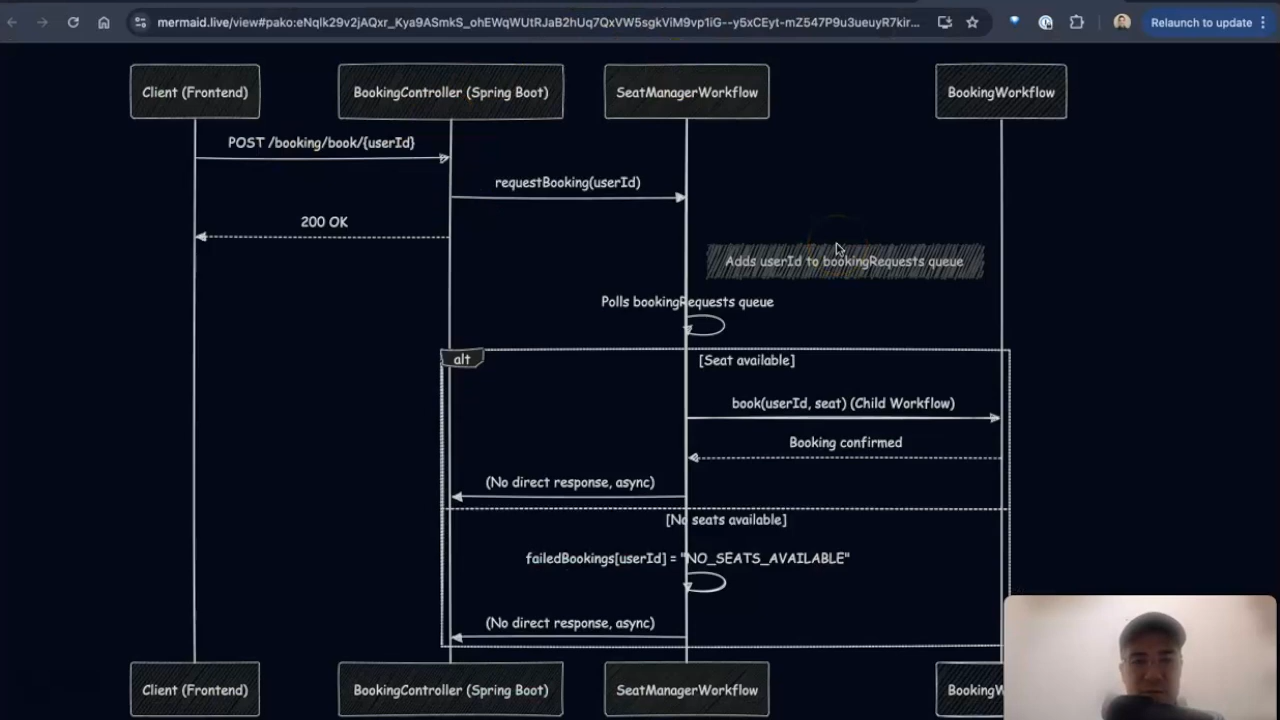 mermaid.live/view#pako:eNqlk29v2jAQxr_Kya9ASmkS_ohEWqWUtRJaB2hUq7QxVW5sgkViM9vp1iG--y5xCEyt-mZ547P9u3ueuyR7kir...
Relaunch to update
Client (Frontend)
BookingController (Spring Boot)
SeatManagerWorkflow
BookingWorkflow
POST /booking/book/{userId}
requestBooking(userId)
200 OK
Adds userId to bookingRequests queue
Polls bookingRequests queue
alt
[Seat available]
book(userId, seat) (Child Workflow)
Booking confirmed
(No direct response, async)
[No seats available]
failedBookings[userId] = "NO_SEATS_AVAILABLE"
(No direct response, async)
Client (Frontend)
BookingController (Spring Boot)
SeatManagerWorkflow